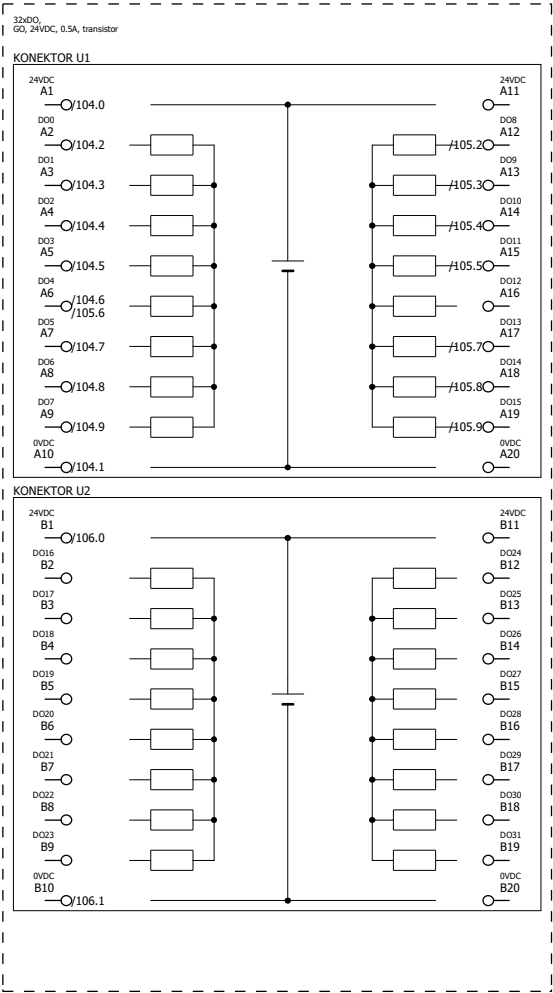 32xDO,
GO, 24VDC, 0.5A, transistor
KONEKTOR U1
24VDC
A1
/104.0
24VDC
A11
DO0
A2
/104.2
DO8
A12
/105.2
DO1
A3
/104.3
DO9
A13
/105.3
DO2
A4
/104.4
DO10
A14
/105.4
DO3
A5
/104.5
DO11
A15
/105.5
DO4
A6
/104.6
/105.6
DO12
A16
DO5
A7
/104.7
DO13
A17
/105.7
DO6
A8
/104.8
DO14
A18
/105.8
DO7
A9
/104.9
DO15
A19
/105.9
0VDC
A10
/104.1
0VDC
A20
KONEKTOR U2
24VDC
B1
/106.0
24VDC
B11
DO16
B2
DO24
B12
DO17
B3
DO25
B13
DO18
B4
DO26
B14
DO19
B5
DO27
B15
DO20
B6
DO28
B16
DO21
B7
DO29
B17
DO22
B8
DO30
B18
DO23
B9
DO31
B19
0VDC
B10
/106.1
0VDC
B20